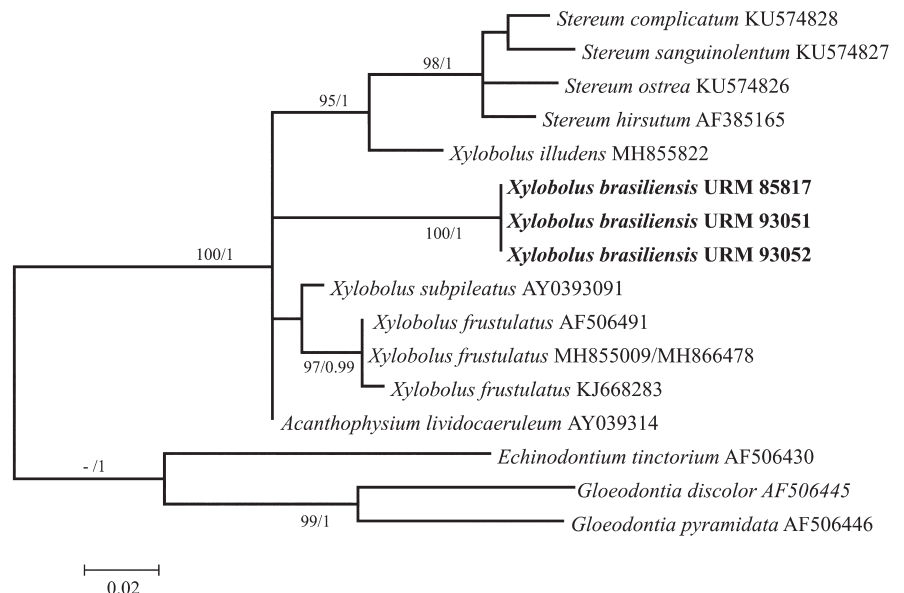 Stereum complicatum KU574828
Stereum sanguinolentum KU574827
98/1
Stereum ostrea KU574826
95/1
Stereum hirsutum AF385165
Xylobolus illudens MH855822
Xylobolus brasiliensis URM 85817
Xylobolus brasiliensis URM 93051
100/1
Xylobolus brasiliensis URM 93052
100/1
Xylobolus subpileatus AY0393091
Xylobolus frustulatus AF506491
Xylobolus frustulatus MH855009/MH866478
97/0.99
Xylobolus frustulatus KJ668283
Acanthophysium lividocaeruleum AY039314
Echinodontium tinctorium AF506430
- /1
Gloeodontia discolor AF506445
99/1
Gloeodontia pyramidata AF506446
0.02